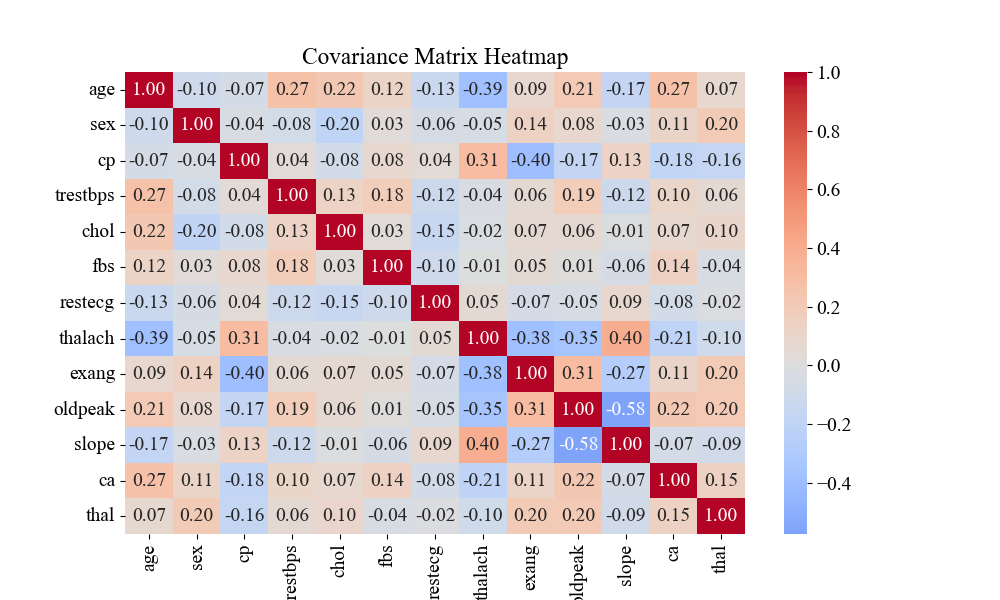 Covariance Matrix Heatmap
age 1.00 -0.10 -0.07 0.27 0.22 0.12 -0.13 -0.39 0.09 0.21 -0.17 0.27 0.07
sex -0.10 1.00 -0.04 -0.08 -0.20 0.03 -0.06 -0.05 0.14 0.08 -0.03 0.11 0.20
cp -0.07 -0.04 1.00 0.04 -0.08 0.08 0.04 0.31 -0.40 -0.17 0.13 -0.18 -0.16
trestbps 0.27 -0.08 0.04 1.00 0.13 0.18 -0.12 -0.04 0.06 0.19 -0.12 0.10 0.06
chol 0.22 -0.20 -0.08 0.13 1.00 0.03 -0.15 -0.02 0.07 0.06 -0.01 0.07 0.10
fbs 0.12 0.03 0.08 0.18 0.03 1.00 -0.10 -0.01 0.05 0.01 -0.06 0.14 -0.04
restecg -0.13 -0.06 0.04 -0.12 -0.15 -0.10 1.00 0.05 -0.07 -0.05 0.09 -0.08 -0.02
thalach -0.39 -0.05 0.31 -0.04 -0.02 -0.01 0.05 1.00 -0.38 -0.35 0.40 -0.21 -0.10
exang 0.09 0.14 -0.40 0.06 0.07 0.05 -0.07 -0.38 1.00 0.31 -0.27 0.11 0.20
oldpeak 0.21 0.08 -0.17 0.19 0.06 0.01 -0.05 -0.35 0.31 1.00 -0.58 0.22 0.20
slope -0.17 -0.03 0.13 -0.12 -0.01 -0.06 0.09 0.40 -0.27 -0.58 1.00 -0.07 -0.09
ca 0.27 0.11 -0.18 0.10 0.07 0.14 -0.08 -0.21 0.11 0.22 -0.07 1.00 0.15
thal 0.07 0.20 -0.16 0.06 0.10 -0.04 -0.02 -0.10 0.20 0.20 -0.09 0.15 1.00
age sex cp restbps chol fbs restecg thalach exang oldpeak slope ca thal
1.0
0.8
0.6
0.4
0.2
0.0
−0.2
−0.4